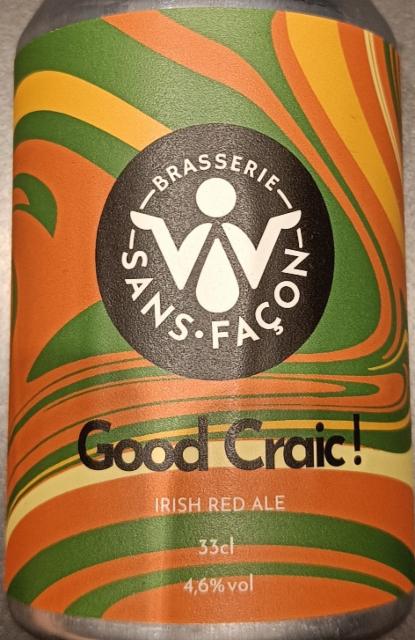 BRASSERIE
SANS·FAÇON
Good Craic!
IRISH RED ALE
33cl
4,6% vol